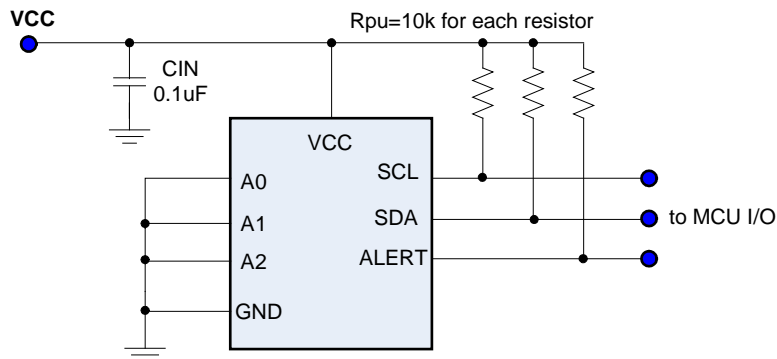 VCC
Rpu=10k for each resistor
CIN
0.1uF
VCC
A0
SCL
A1
SDA
to MCU I/O
A2
ALERT
GND